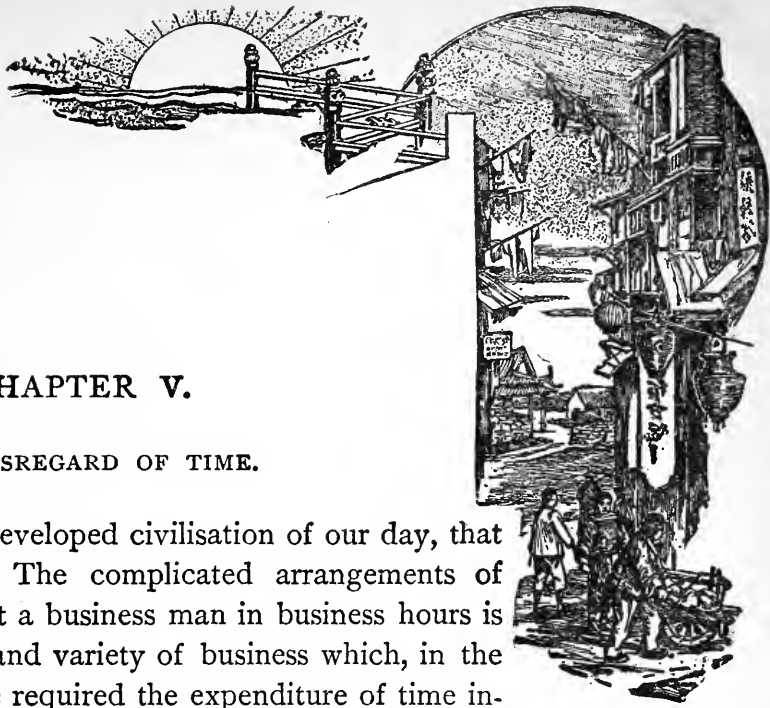 HAPTER V.
SREGARD OF TIME.
eveloped civilisation of our day, that
The complicated arrangements of
t a business man in business hours is
and variety of business which, in the
required the expenditure of time in-